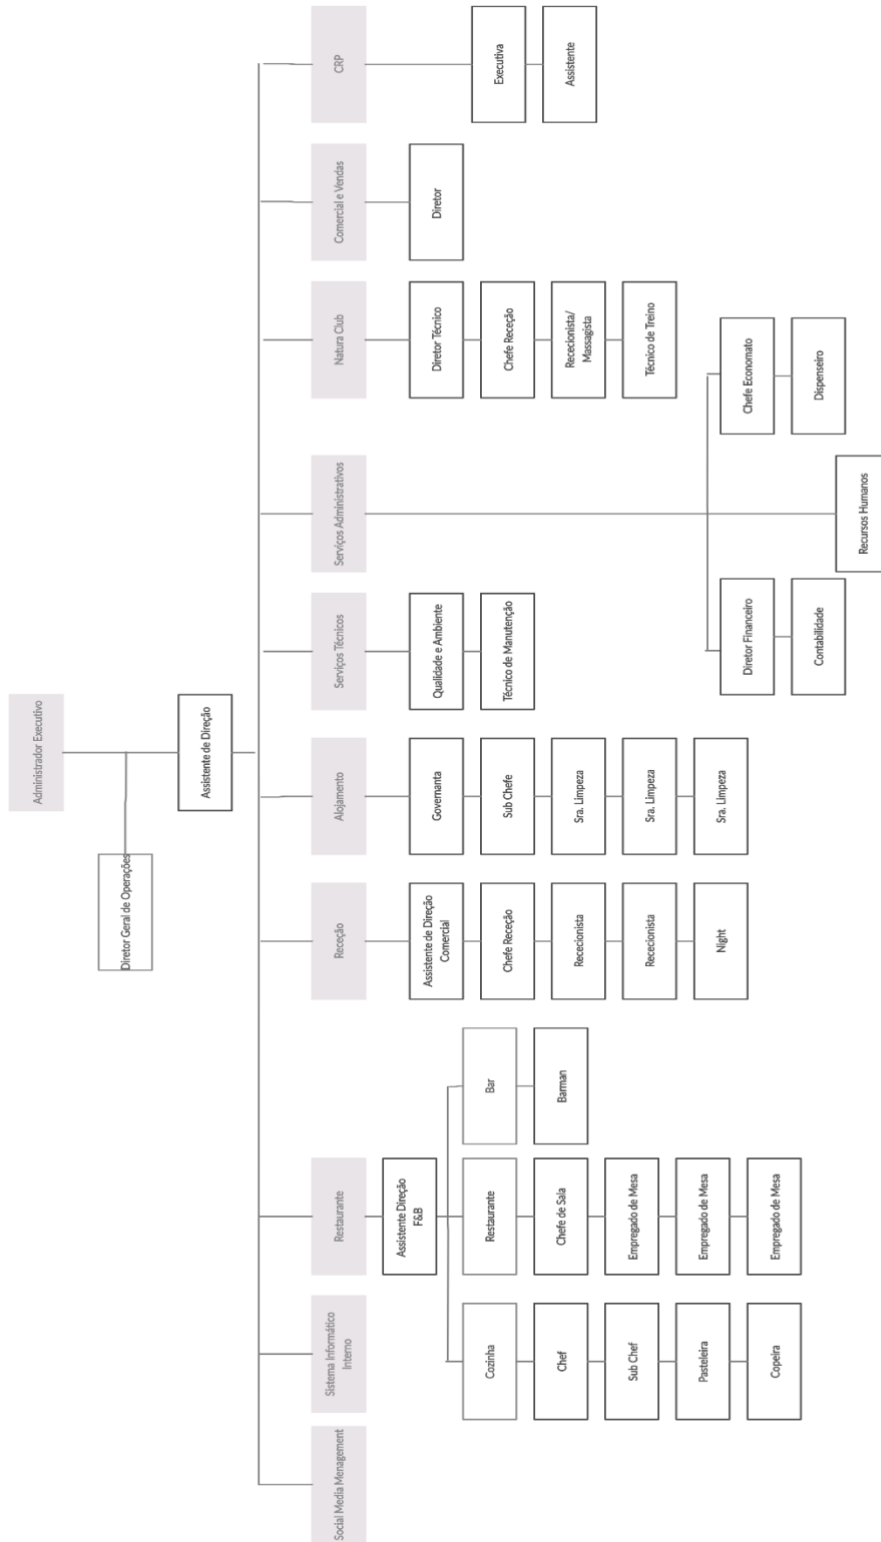 Administrador Executivo
Diretor Geral de Operações
Assistente de Direção
Social Media Menagement
Sistema Informático
Interno
Restaurante
Receção
Alojamento
Serviços Técnicos
Serviços Administrativos
Natura Club
Comercial e Vendas
CRP
Assistente Direção
F&B
Cozinha
Chef
Sub Chef
Pasteleira
Copeira
Restaurante
Chefe de Sala
Empregado de Mesa
Empregado de Mesa
Empregado de Mesa
Bar
Barman
Assistente de Direção
Comercial
Chefe Receção
Rececionista
Rececionista
Night
Governanta
Sub Chefe
Sra. Limpeza
Sra. Limpeza
Sra. Limpeza
Qualidade e Ambiente
Técnico de Manutenção
Diretor Financeiro
Contabilidade
Recursos Humanos
Chefe Economato
Dispenseiro
Diretor Técnico
Chefe Receção
Rececionista/
Massagista
Técnico de Treino
Diretor
Executiva
Assistente